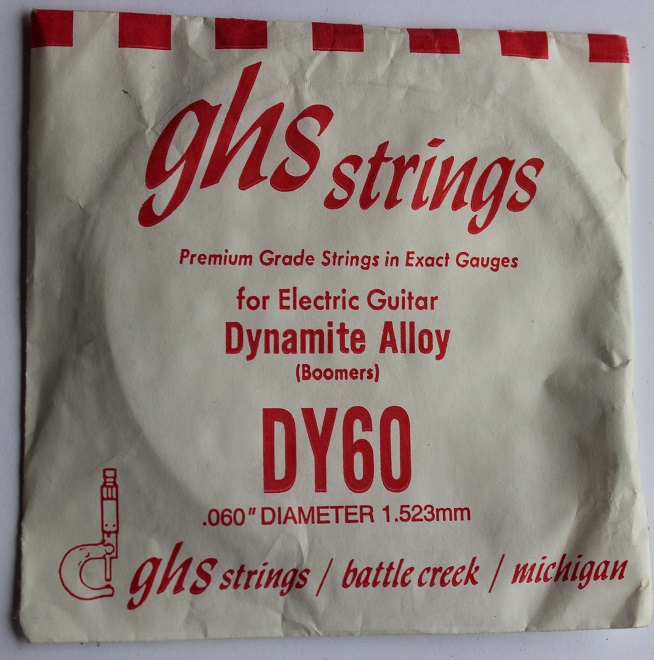 ghs strings
Premium Grade Strings in Exact Gauges
for Electric Guitar
Dynamite Alloy
(Boomers)
DY60
.060" DIAMETER 1.523mm
ghs strings / battle creek / michigan